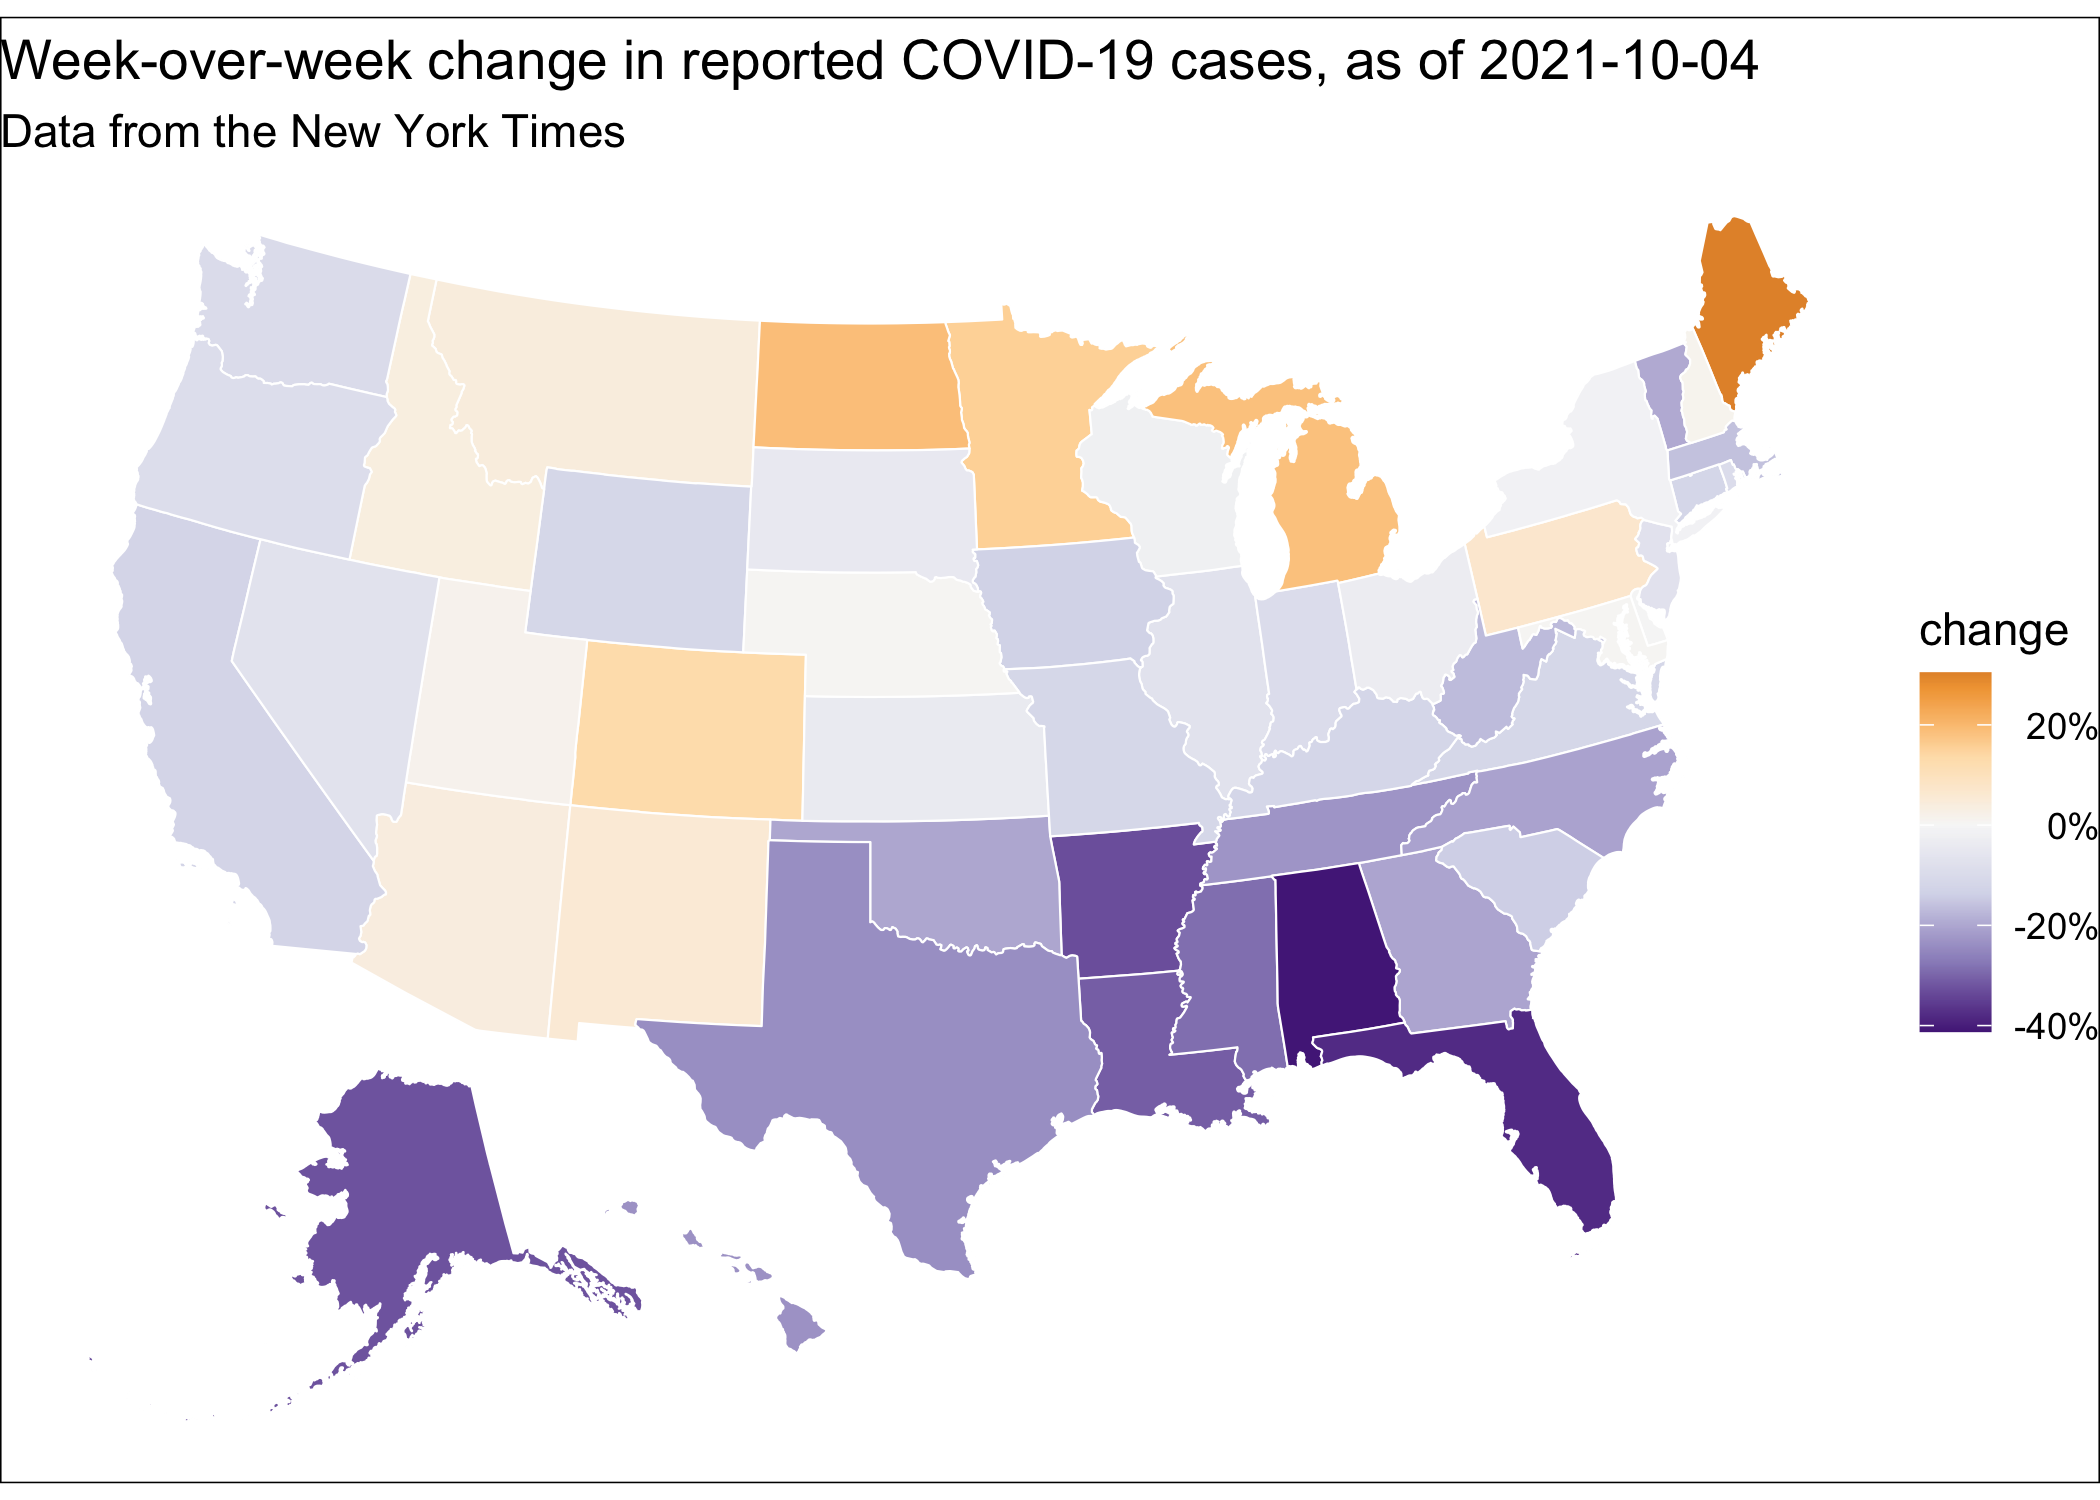 Week-over-week change in reported COVID-19 cases, as of 2021-10-04
Data from the New York Times
change
20%
0%
-20%
-40%